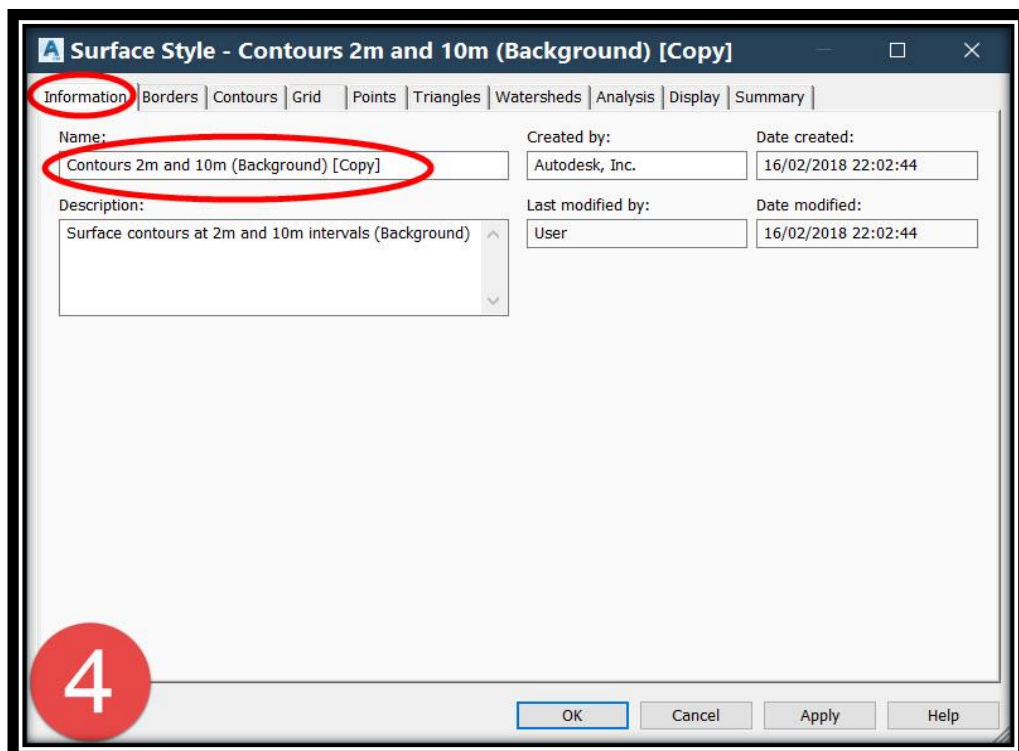 Surface Style - Contours 2m and 10m (Background) [Copy]
Information Borders Contours Grid Points Triangles Watersheds Analysis Display Summary
Name: Created by: Date created:
Contours 2m and 10m (Background) [Copy] Autodesk, Inc. 16/02/2018 22:02:44
Description: Last modified by: Date modified:
Surface contours at 2m and 10m intervals (Background) User 16/02/2018 22:02:44
4
OK Cancel Apply Help